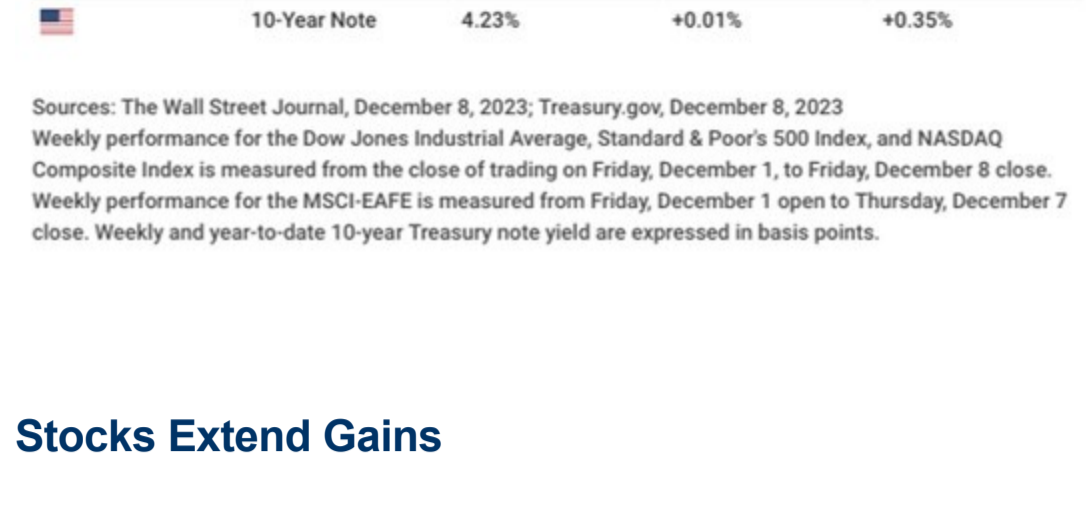 10-Year Note 4.23% +0.01% +0.35%
Sources: The Wall Street Journal, December 8, 2023; Treasury.gov, December 8, 2023
Weekly performance for the Dow Jones Industrial Average, Standard & Poor's 500 Index, and NASDAQ
Composite Index is measured from the close of trading on Friday, December 1, to Friday, December 8 close.
Weekly performance for the MSCI-EAFE is measured from Friday, December 1 open to Thursday, December 7
close. Weekly and year-to-date 10-year Treasury note yield are expressed in basis points.
Stocks Extend Gains